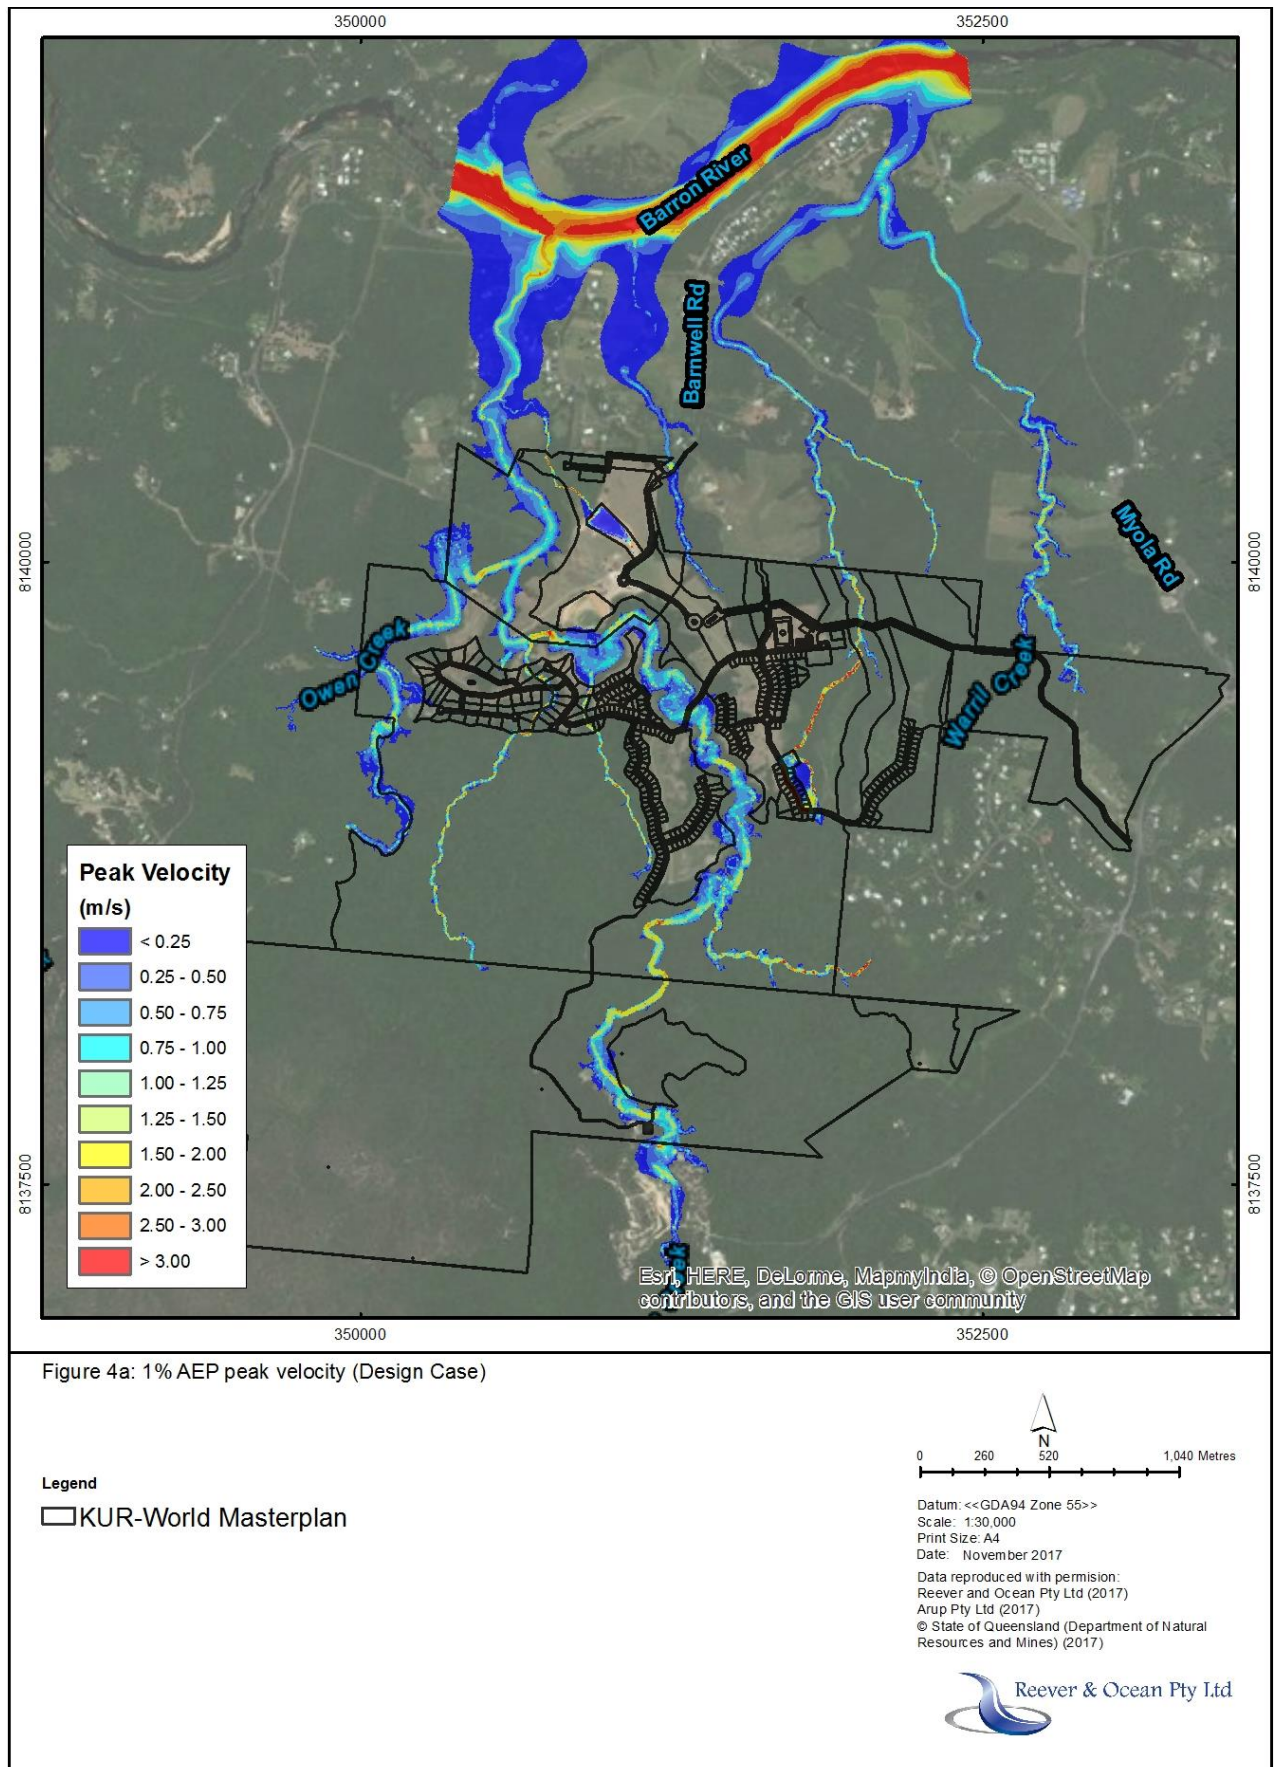 350000
352500
Barron River
Barnwell Rd
8140000
8140000
Myola Rd
Owen Creek
Warrill Creek
Peak Velocity
(m/s)
< 0.25
0.25 - 0.50
0.50 - 0.75
0.75 - 1.00
1.00 - 1.25
1.25 - 1.50
1.50 - 2.00
2.00 - 2.50
2.50 - 3.00
> 3.00
8137500
8137500
Esri, HERE, DeLorme, MapmyIndia, © OpenStreetMap
contributors, and the GIS user community
350000
352500
Figure 4a: 1% AEP peak velocity (Design Case)
N
0 260 520 1,040 Metres
Legend
KUR-World Masterplan
Datum: <<GDA94 Zone 55>>
Scale: 1:30,000
Print Size: A4
Date: November 2017
Data reproduced with permision:
Reever and Ocean Pty Ltd (2017)
Arup Pty Ltd (2017)
© State of Queensland (Department of Natural
Resources and Mines) (2017)
Reever & Ocean Pty Ltd